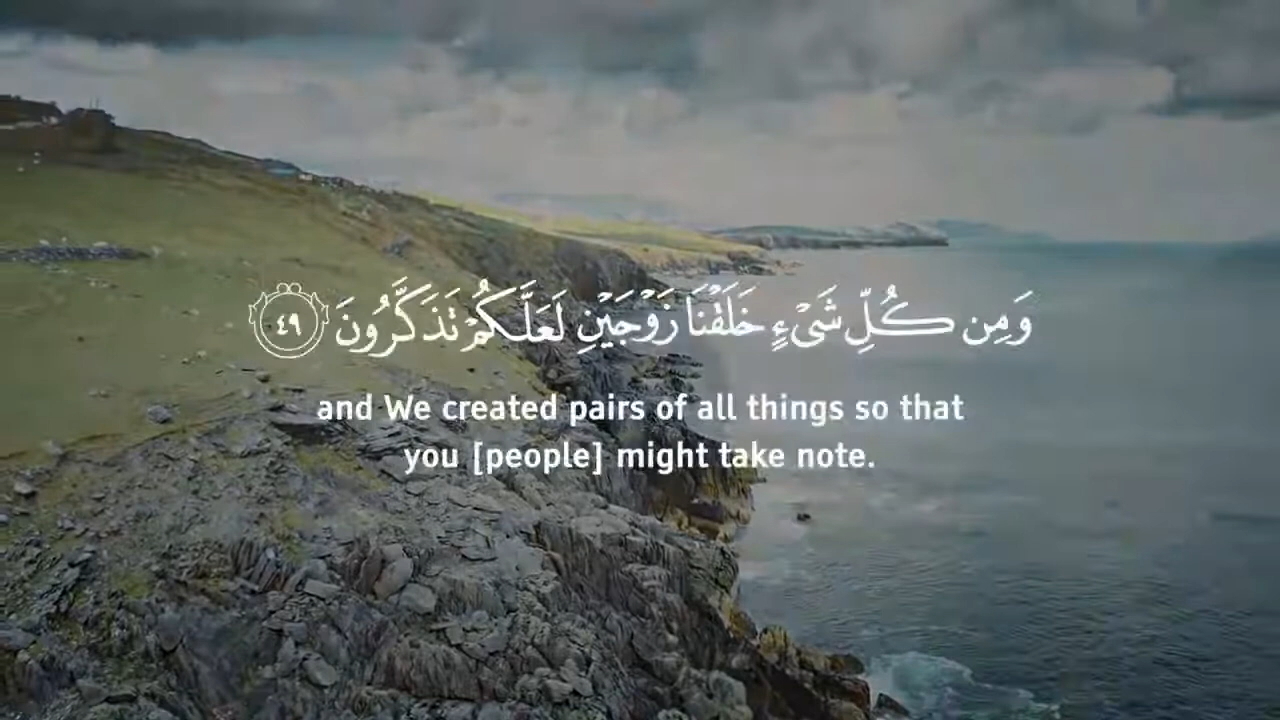 وَمِن كُلِّ شَىْءٍ خَلَقْنَا زَوْجَيْنِ لَعَلَّكُمْ تَذَكَّرُونَ ٤٩
and We created pairs of all things so that
you [people] might take note.